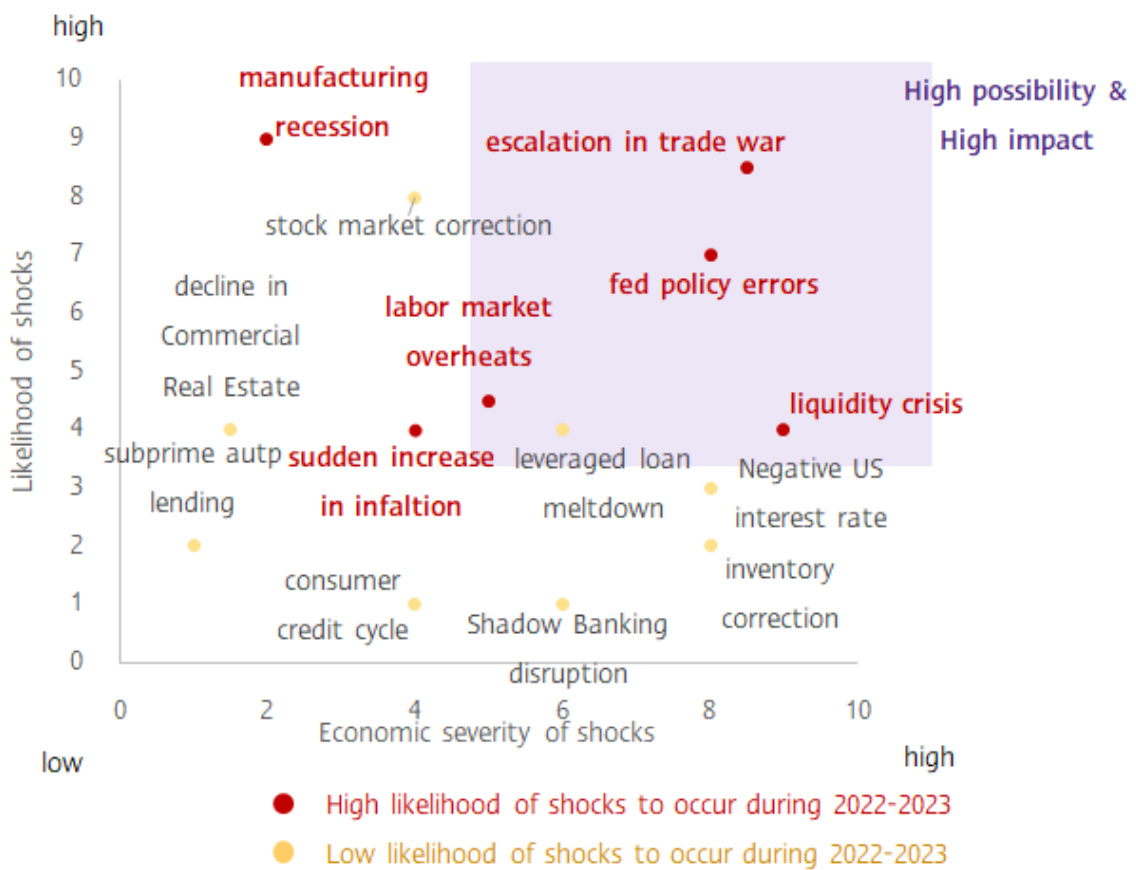 high
10
9
8
7
6
5
4
3
2
1
0
Likelihood of shocks
manufacturing
recession
escalation in trade war
High possibility &
High impact
stock market correction
fed policy errors
decline in
Commercial
Real Estate
labor market
overheats
liquidity crisis
subprime autp
lending
sudden increase
in infaltion
leveraged loan
meltdown
Negative US
interest rate
inventory
correction
consumer
credit cycle
Shadow Banking
disruption
0 2 4 6 8 10
Economic severity of shocks
low
high
High likelihood of shocks to occur during 2022-2023
Low likelihood of shocks to occur during 2022-2023